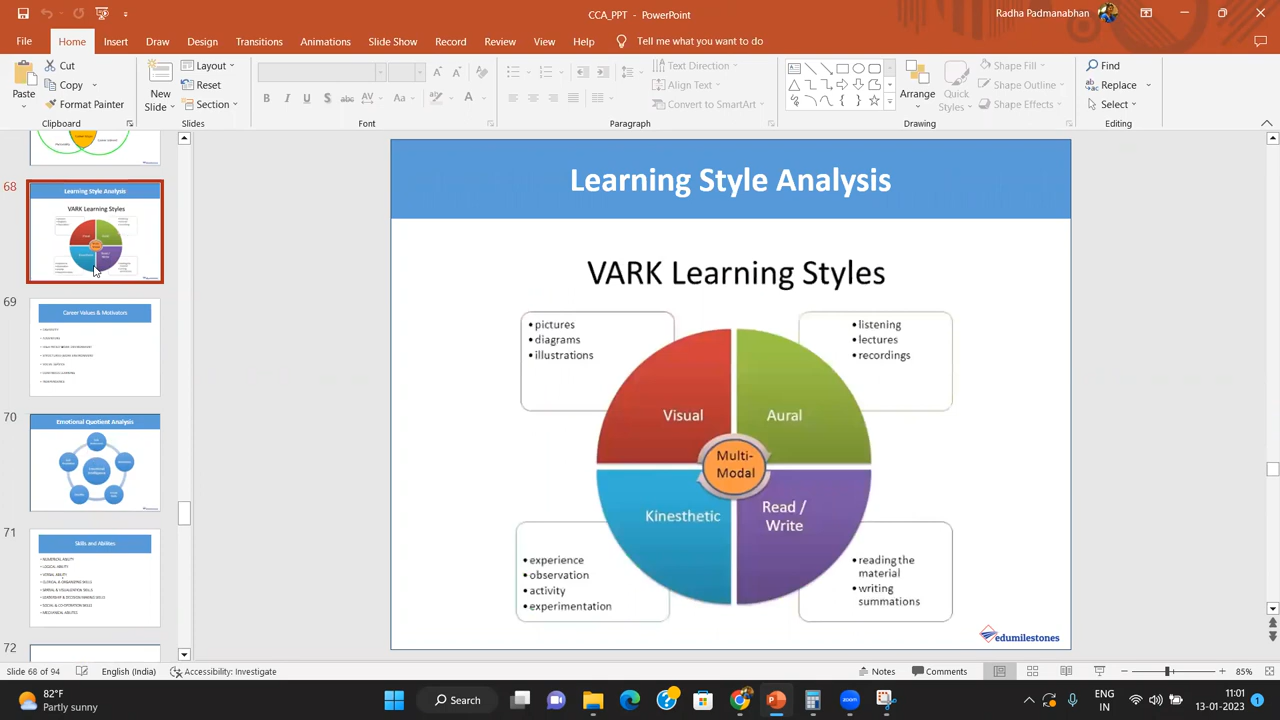 CCA_PPT - PowerPoint
Radha Padmanabhan
File Home Insert Draw Design Transitions Animations Slide Show Record Review View Help Tell me what you want to do
Paste
Cut
Copy
Format Painter
Clipboard
New Slide
Layout
Reset
Section
Slides
Font
Text Direction
Align Text
Convert to SmartArt
Paragraph
Arrange
Quick Styles
Shape Fill
Shape Outline
Shape Effects
Drawing
Find
Replace
Select
Editing
68
Learning Style Analysis
VARK Learning Styles
69
Career Values & Motivators
70
Emotional Quotient Analysis
71
Skills and Abilities
72
Learning Style Analysis
VARK Learning Styles
• pictures
• diagrams
• illustrations
• listening
• lectures
• recordings
Visual
Aural
Multi-
Modal
Kinesthetic
Read /
Write
• experience
• observation
• activity
• experimentation
• reading the
material
• writing
summations
edumilestones
Slide 68 of 94 English (India) Accessibility: Investigate Notes Comments 85%
82°F
Partly sunny
Search
zoom
ENG
IN
11:01
13-01-2023
1